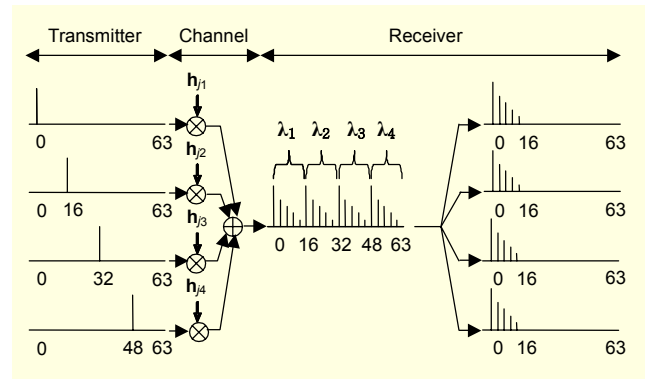 Transmitter Channel Receiver
h_j1
0 63
h_j2
0 16 63
h_j3
0 32 63
h_j4
0 48 63
λ1 λ2 λ3 λ4
0 16 32 48 63
0 16 63
0 16 63
0 16 63
0 16 63